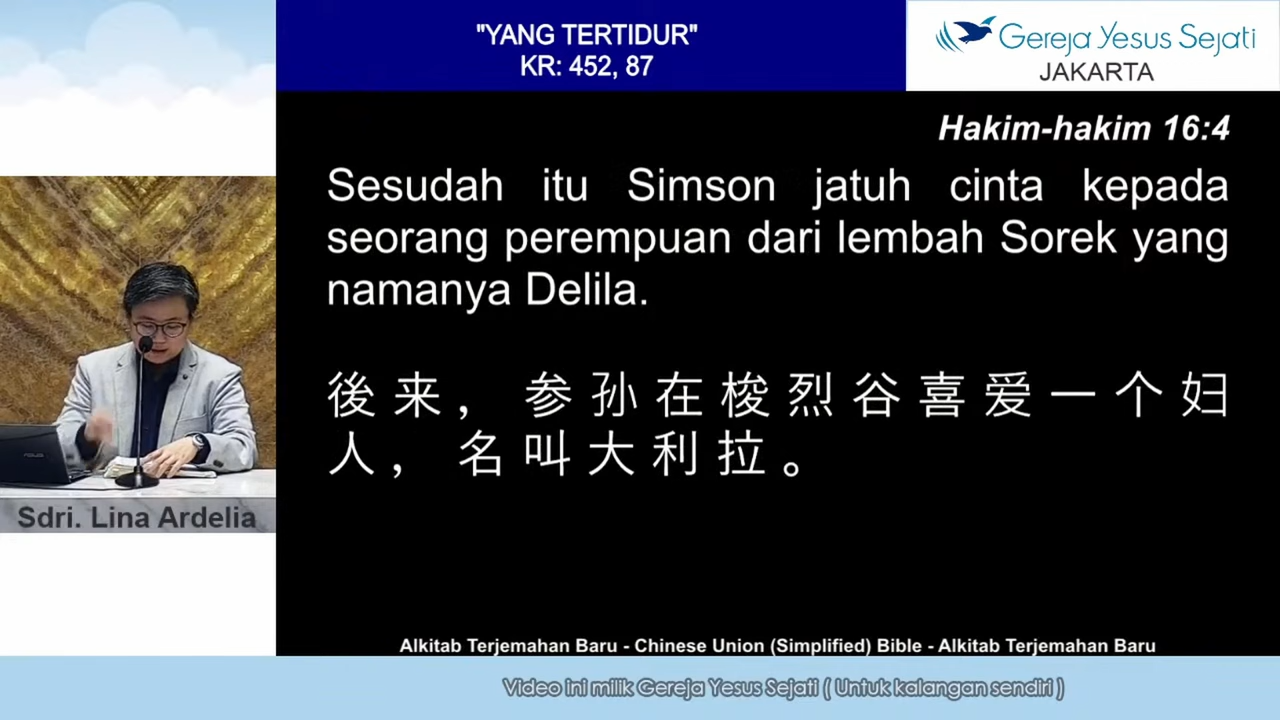 "YANG TERTIDUR"
KR: 452, 87
Gereja Yesus Sejati
JAKARTA
Hakim-hakim 16:4
Sesudah itu Simson jatuh cinta kepada
seorang perempuan dari lembah Sorek yang
namanya Delila.
後来，参孙在梭烈谷喜爱一个妇
人，名叫大利拉。
ASUS
Sdri. Lina Ardelia
Alkitab Terjemahan Baru - Chinese Union (Simplified) Bible - Alkitab Terjemahan Baru
Video ini milik Gereja Yesus Sejati ( Untuk kalangan sendiri )